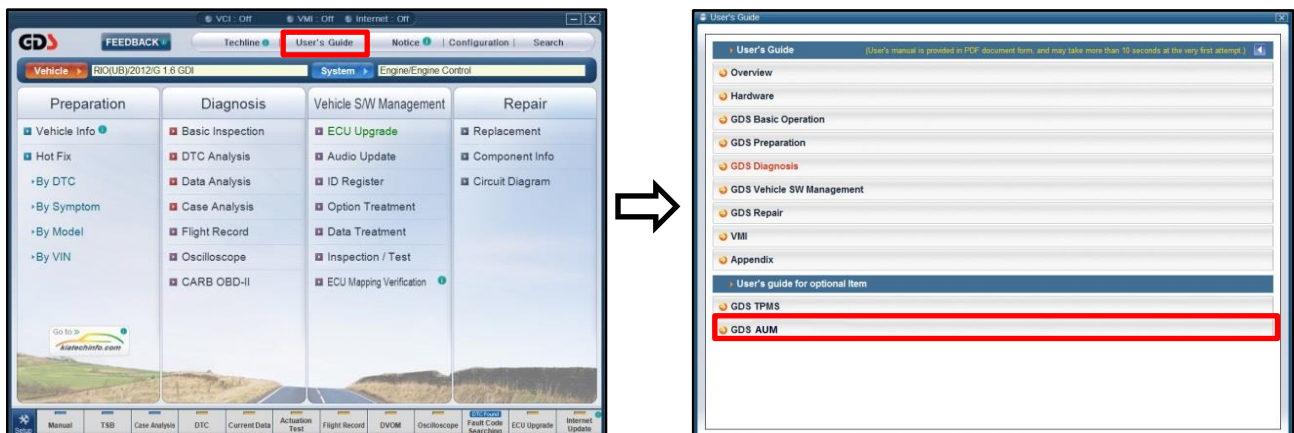 VCI : Off VMI : Off Internet : Off
GDS FEEDBACK Techline User's Guide Notice Configuration Search
Vehicle RIO(UB)/2012/G 1.6 GDI System Engine/Engine Control
Preparation
Vehicle Info
Hot Fix
By DTC
By Symptom
By Model
By VIN
Go to
kiatechinfo.com
Diagnosis
Basic Inspection
DTC Analysis
Data Analysis
Case Analysis
Flight Record
Oscilloscope
CARB OBD-II
Vehicle S/W Management
ECU Upgrade
Audio Update
ID Register
Option Treatment
Data Treatment
Inspection / Test
ECU Mapping Verification
Repair
Replacement
Component Info
Circuit Diagram
Setup
Manual
TSB
Case Analysis
DTC
Current Data
Actuation
Test
Flight Record
DVOM
Oscilloscope
DTC Found
Fault Code
Searching
ECU Upgrade
Internet
Update
User's Guide
User's Guide (User's manual is provided in PDF document form, and may take more than 10 seconds at the very first attempt.)
Overview
Hardware
GDS Basic Operation
GDS Preparation
GDS Diagnosis
GDS Vehicle SW Management
GDS Repair
VMI
Appendix
User's guide for optional Item
GDS TPMS
GDS AUM